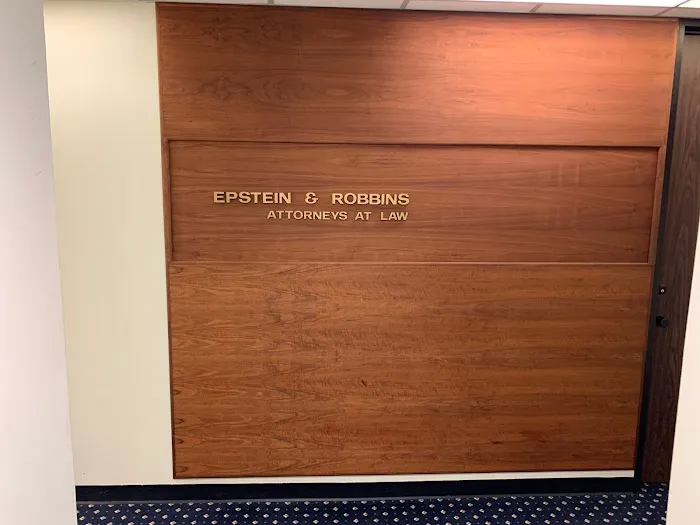 EPSTEIN & ROBBINS
ATTORNEYS AT LAW